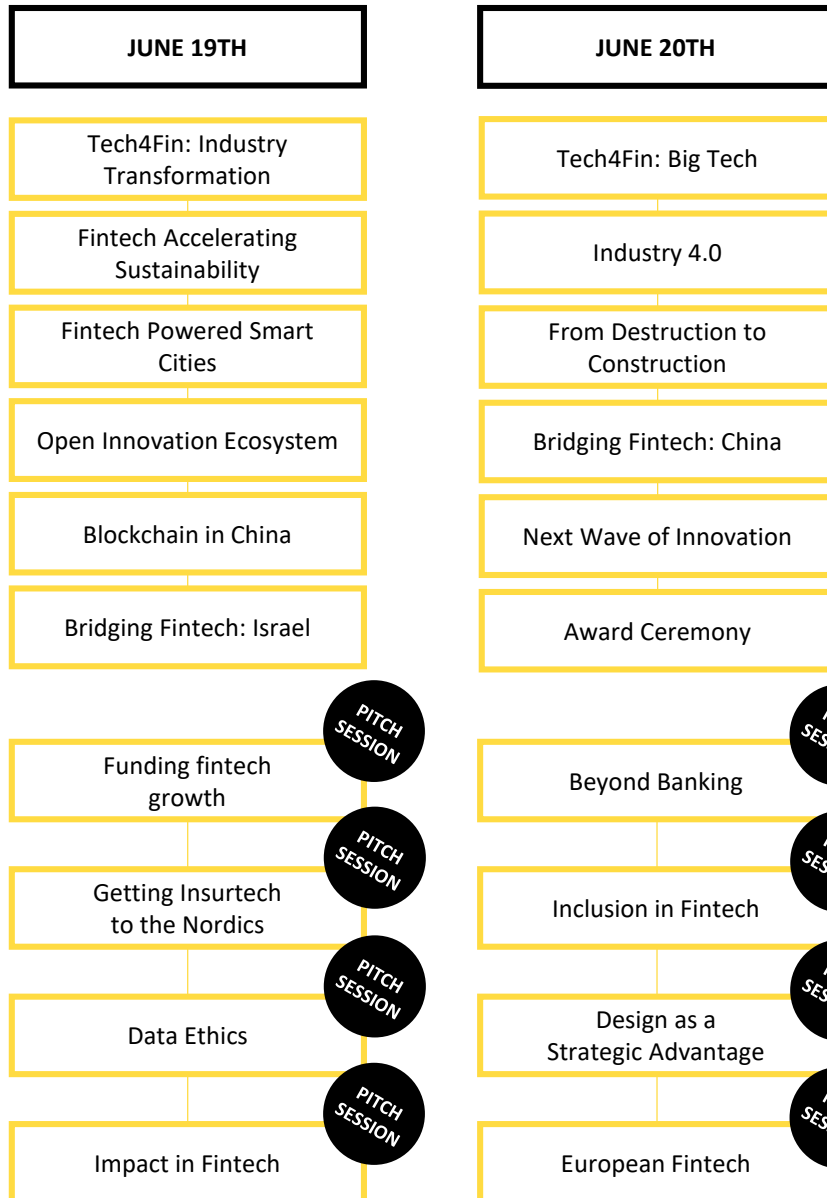 JUNE 19TH
Tech4Fin: Industry
Transformation
Fintech Accelerating
Sustainability
Fintech Powered Smart
Cities
Open Innovation Ecosystem
Blockchain in China
Bridging Fintech: Israel
PITCH
SESSION
Funding fintech
growth
PITCH
SESSION
Getting Insurtech
to the Nordics
PITCH
SESSION
Data Ethics
PITCH
SESSION
Impact in Fintech
JUNE 20TH
Tech4Fin: Big Tech
Industry 4.0
From Destruction to
Construction
Bridging Fintech: China
Next Wave of Innovation
Award Ceremony
Beyond Banking
Inclusion in Fintech
Design as a
Strategic Advantage
European Fintech